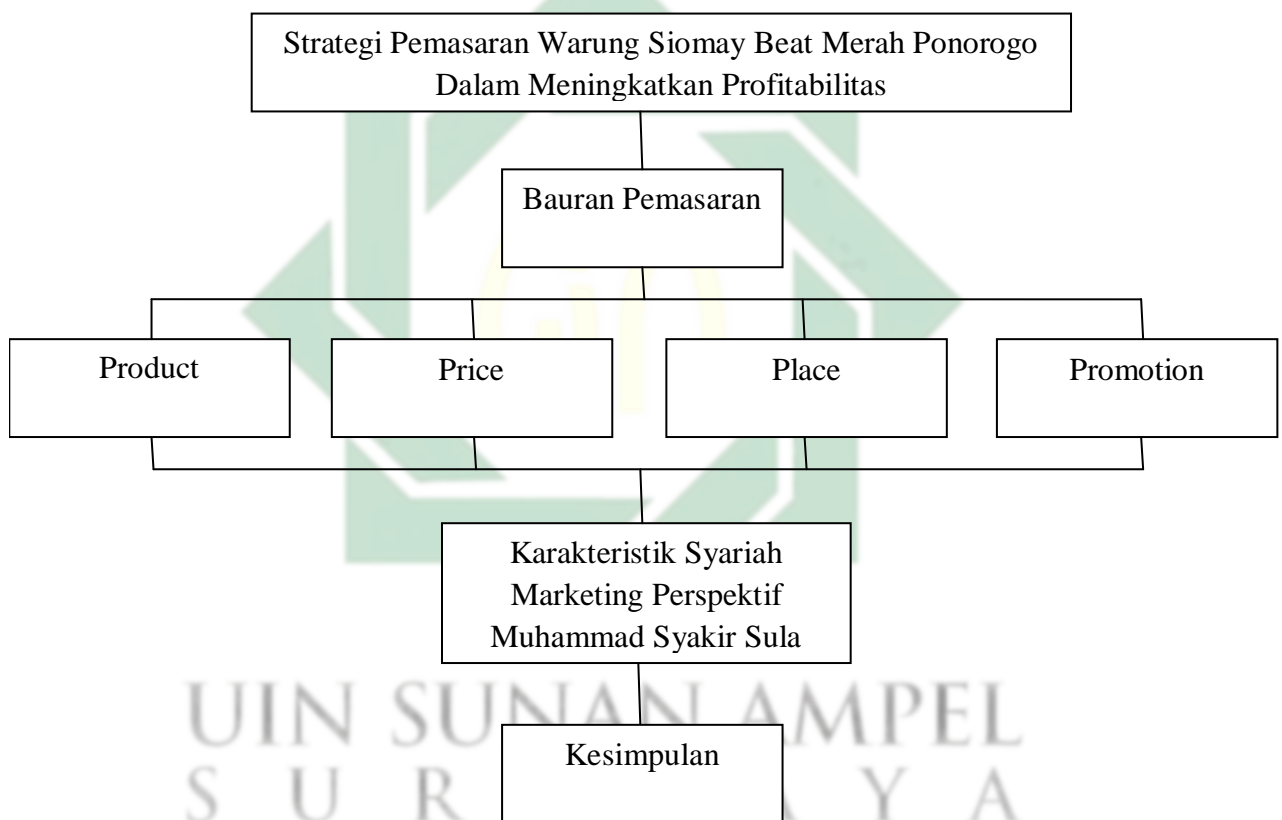 Strategi Pemasaran Warung Siomay Beat Merah Ponorogo
Dalam Meningkatkan Profitabilitas
Bauran Pemasaran
Product
Price
Place
Promotion
Karakteristik Syariah
Marketing Perspektif
Muhammad Syakir Sula
UIN SUNAN AMPEL
Kesimpulan